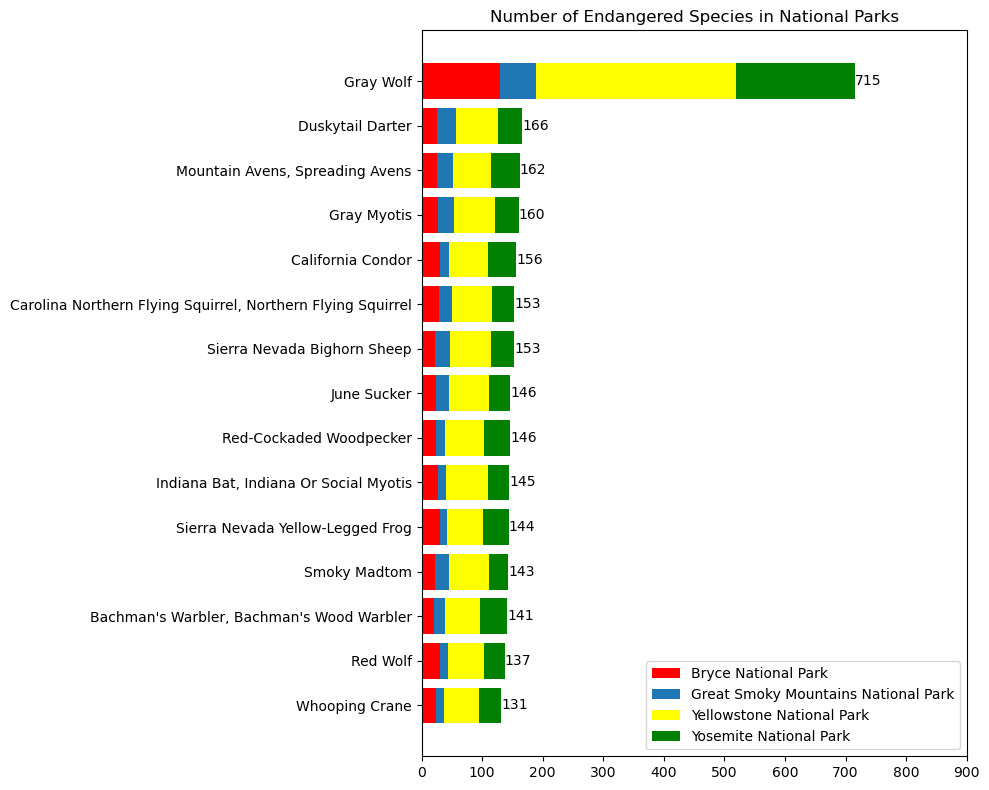 Number of Endangered Species in National Parks
Gray Wolf 715
Duskytail Darter 166
Mountain Avens, Spreading Avens 162
Gray Myotis 160
California Condor 156
Carolina Northern Flying Squirrel, Northern Flying Squirrel 153
Sierra Nevada Bighorn Sheep 153
June Sucker 146
Red-Cockaded Woodpecker 146
Indiana Bat, Indiana Or Social Myotis 145
Sierra Nevada Yellow-Legged Frog 144
Smoky Madtom 143
Bachman's Warbler, Bachman's Wood Warbler 141
Red Wolf 137
Whooping Crane 131
Bryce National Park
Great Smoky Mountains National Park
Yellowstone National Park
Yosemite National Park
0 100 200 300 400 500 600 700 800 900